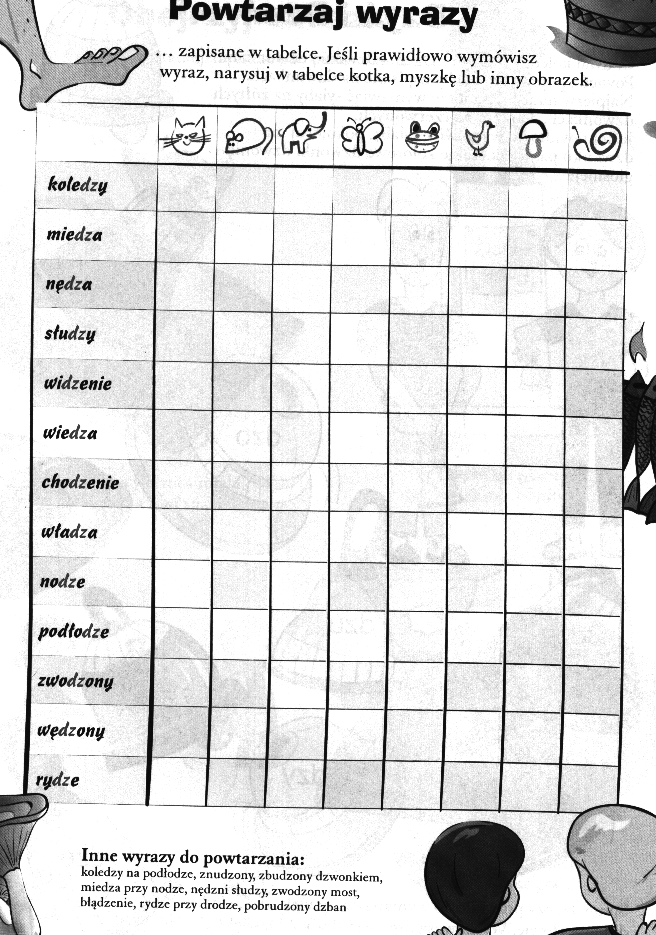 Powtarzaj wyrazy
... zapisane w tabelce. Jeśli prawidłowo wymówisz
wyraz, narysuj w tabelce kotka, myszkę lub inny obrazek.
koledzy
miedza
nędza
słudzy
widzenie
wiedza
chodzenie
władza
nodze
podłodze
zwodzony
wędzony
rydze
Inne wyrazy do powtarzania:
koledzy na podłodze, znudzony, zbudzony dzwonkiem,
miedza przy nodze, nędzni słudzy, zwodzony most,
błądzenie, rydze przy drodze, pobrudzony dzban